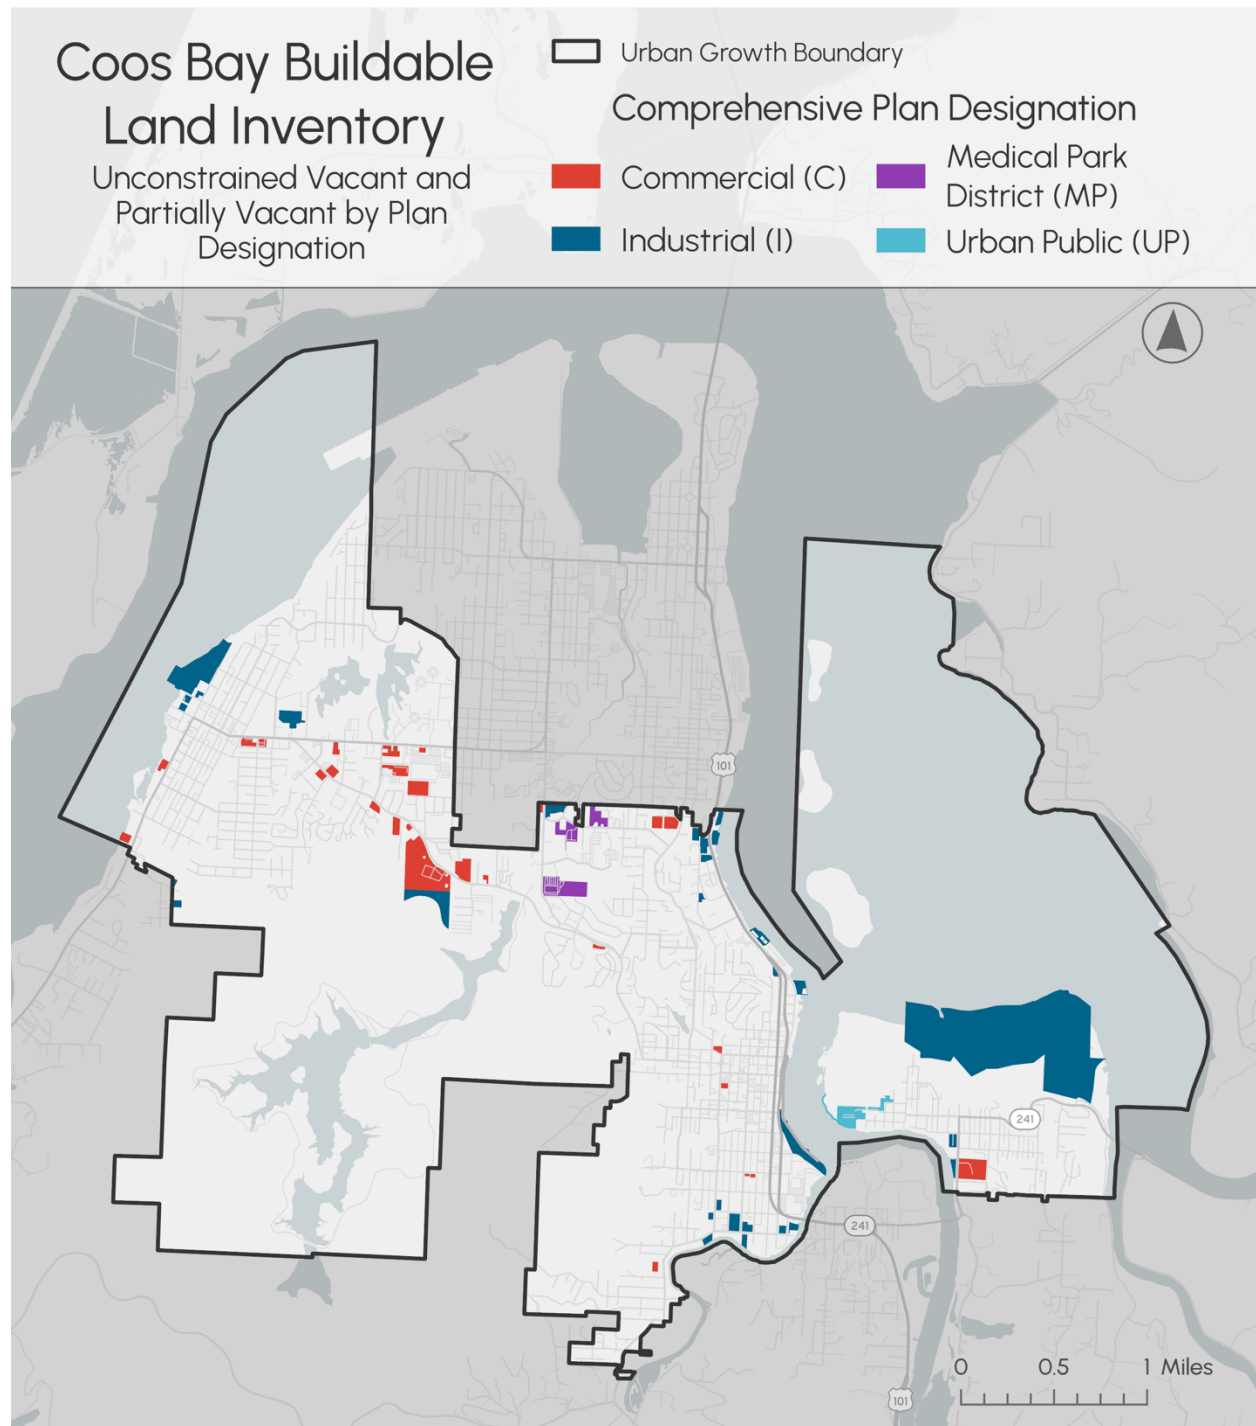 Coos Bay Buildable
Land Inventory
Unconstrained Vacant and
Partially Vacant by Plan
Designation
Urban Growth Boundary
Comprehensive Plan Designation
Commercial (C)
Industrial (I)
Medical Park
District (MP)
Urban Public (UP)
101
241
241
101
0 0.5 1 Miles